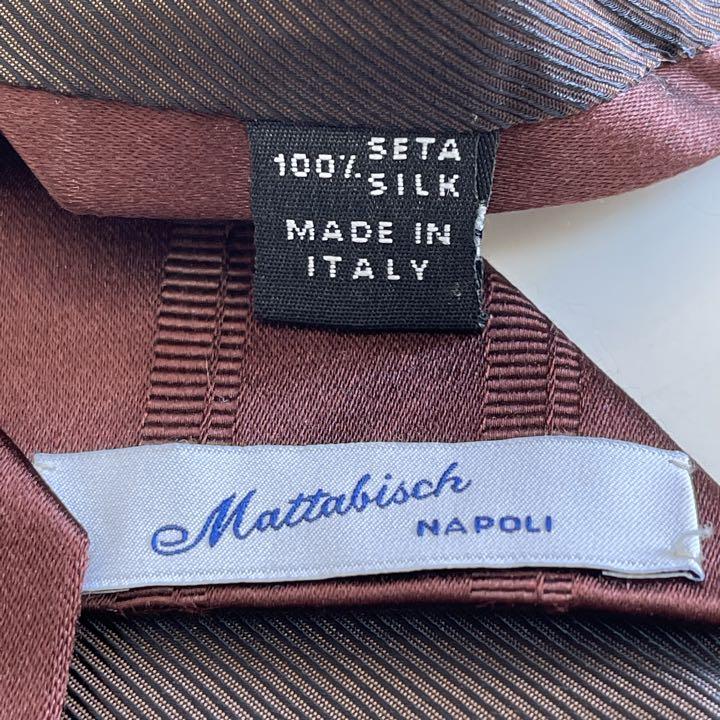 100% SETA
SILK
MADE IN
ITALY
Mattabisch
NAPOLI